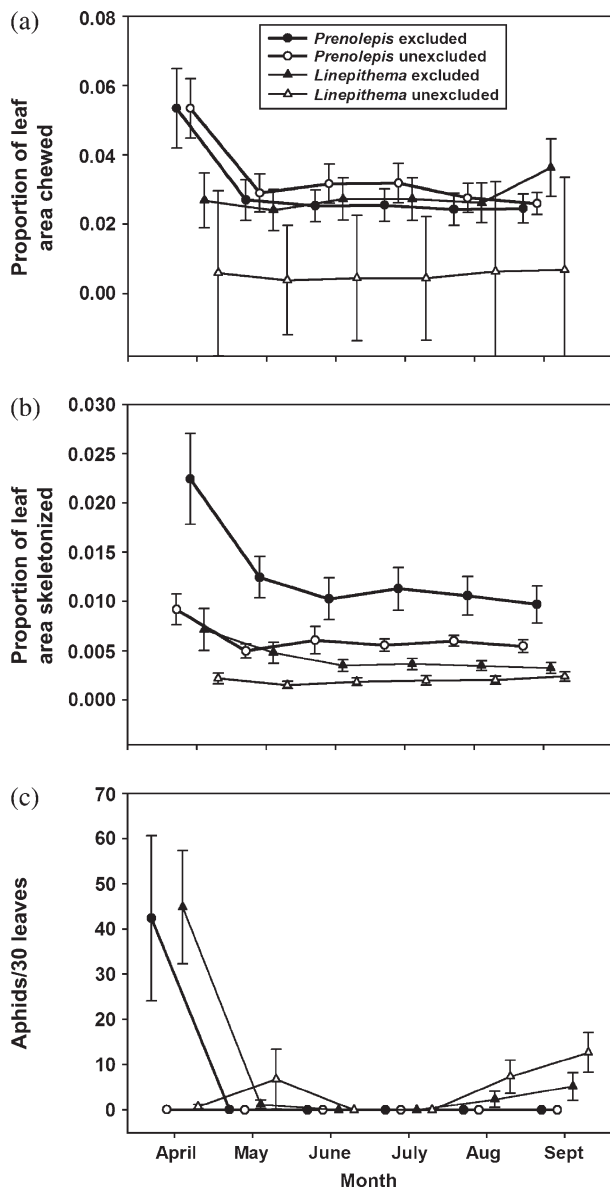 (a)
Prenolepis excluded
Prenolepis unexcluded
Linepithema excluded
Linepithema unexcluded
0.08
0.06
0.04
0.02
0.00
Proportion of leaf
area chewed
(b)
0.030
0.025
0.020
0.015
0.010
0.005
0.000
Proportion of leaf
area skeletonized
(c)
70
60
50
40
30
20
10
0
Aphids/30 leaves
April May June July Aug Sept
Month